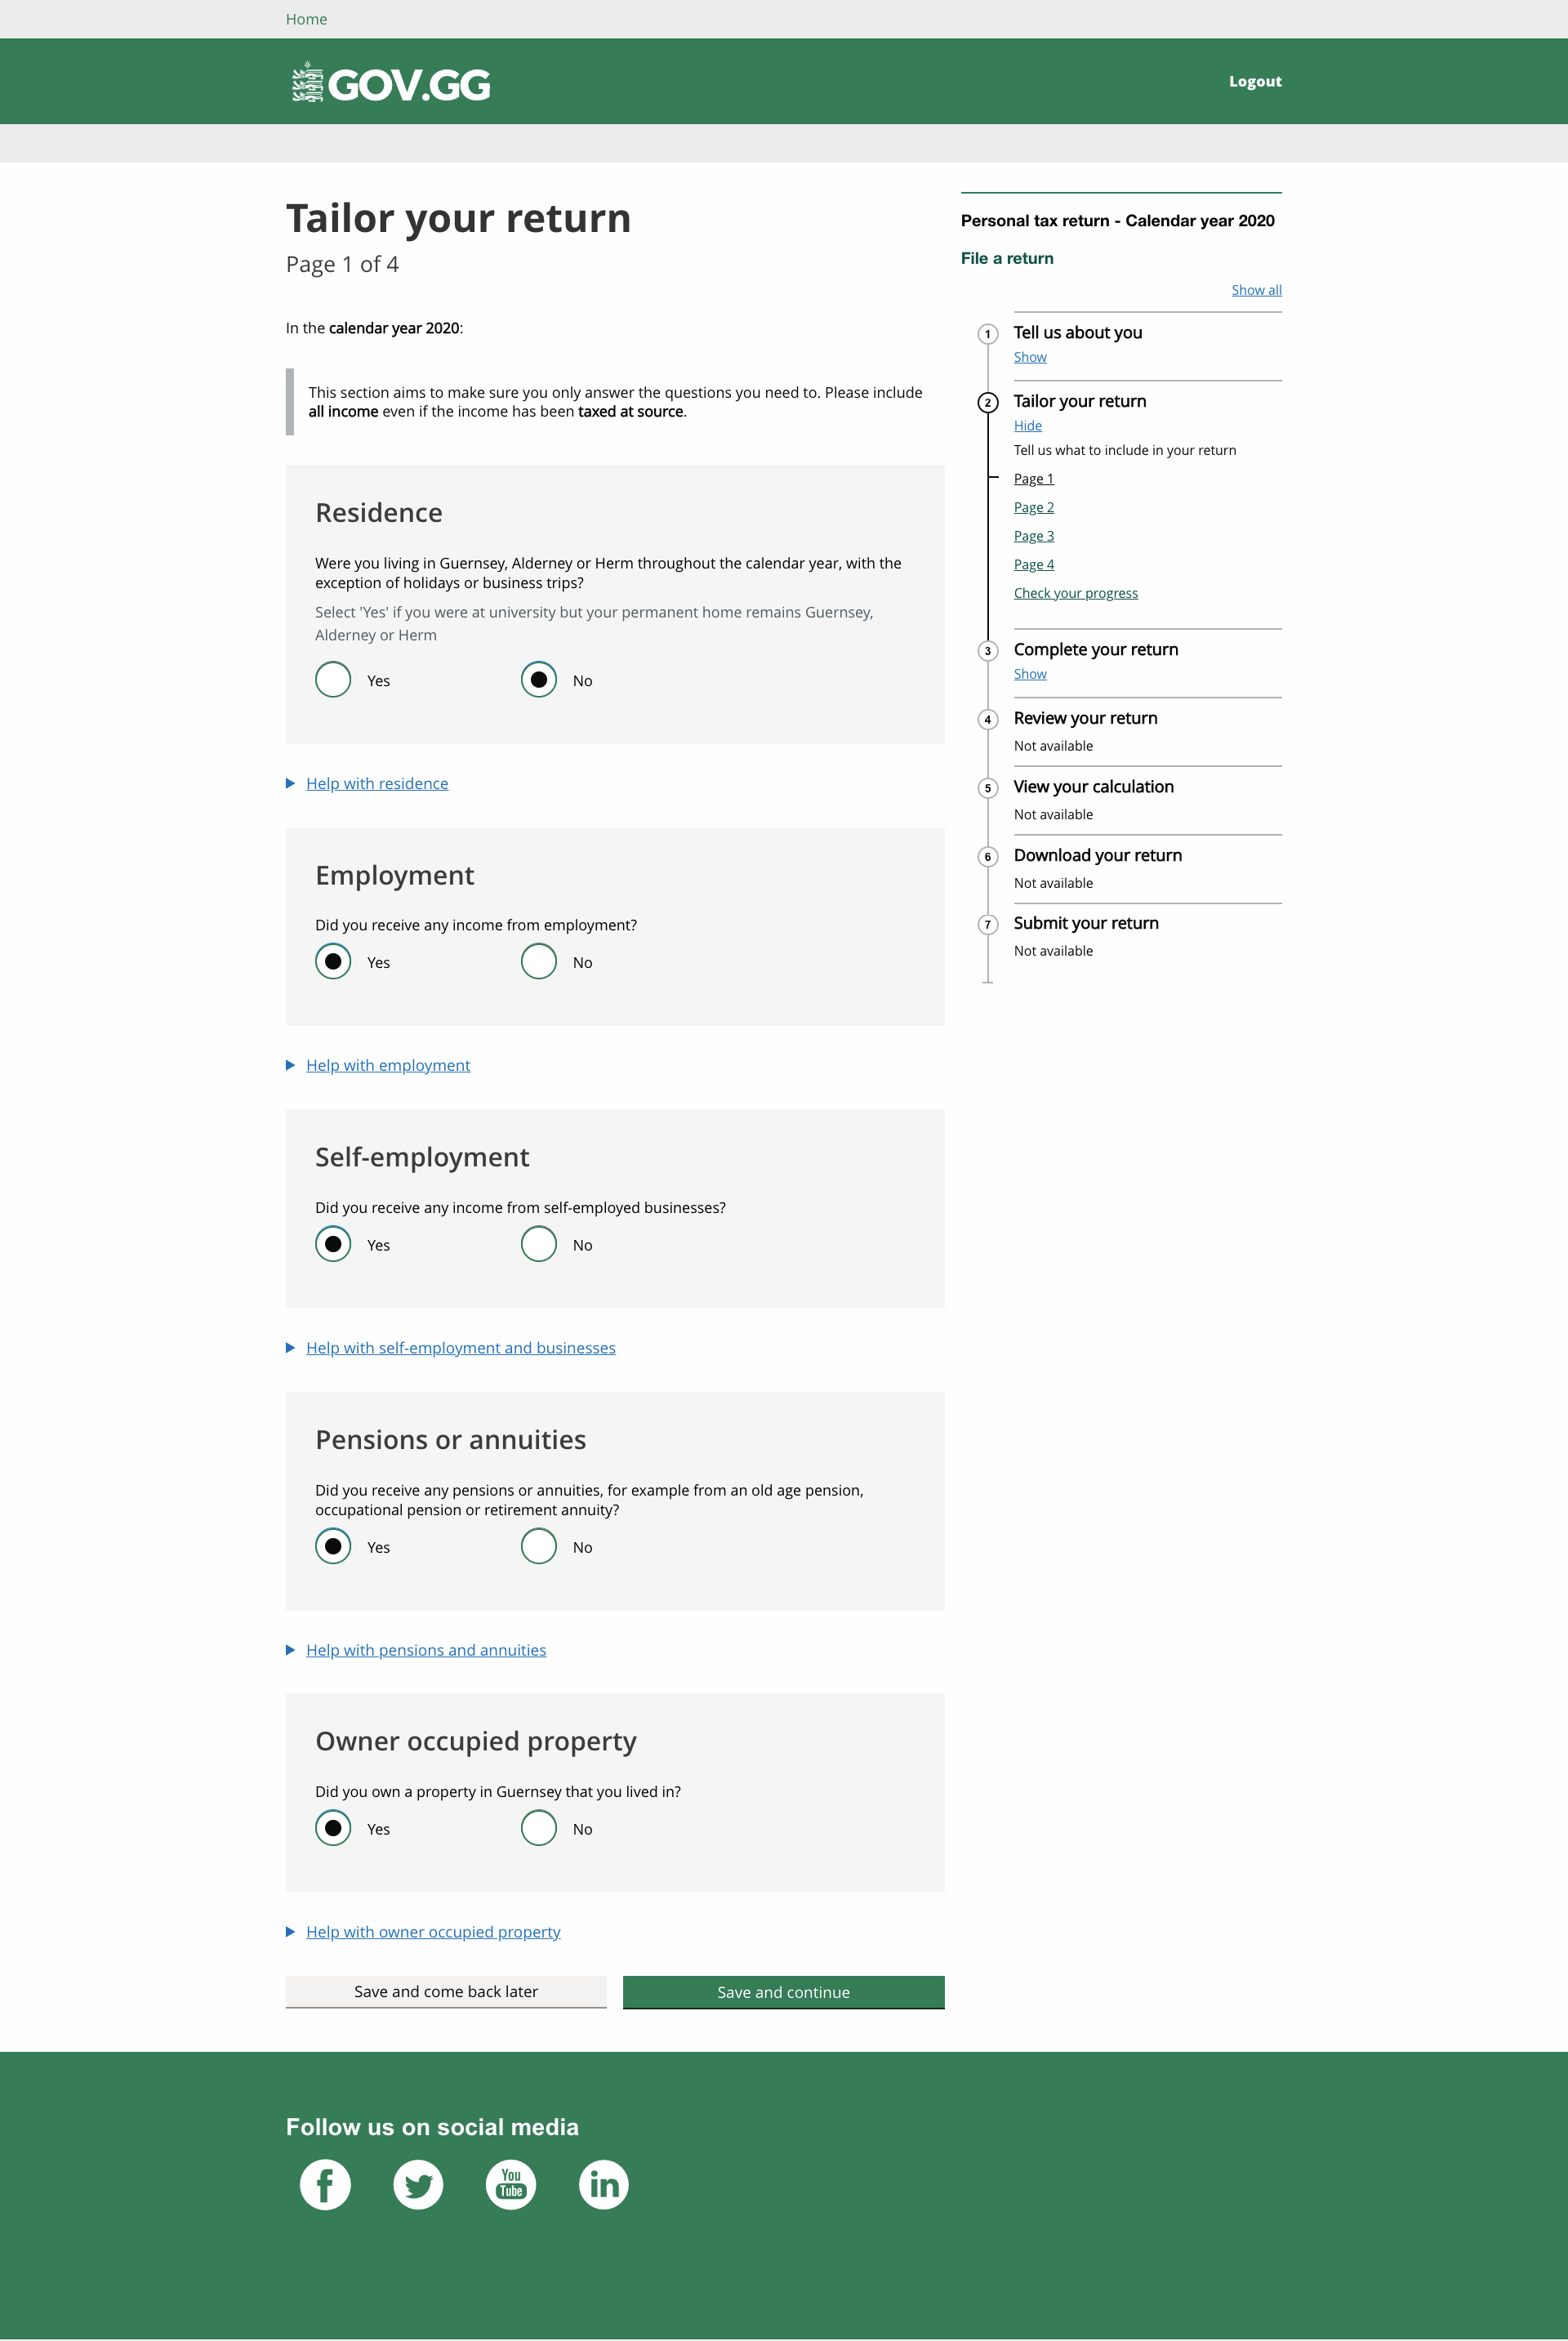 Home
GOV.GG
Logout
Tailor your return
Page 1 of 4
In the calendar year 2020:
This section aims to make sure you only answer the questions you need to. Please include
all income even if the income has been taxed at source.
Residence
Were you living in Guernsey, Alderney or Herm throughout the calendar year, with the
exception of holidays or business trips?
Select 'Yes' if you were at university but your permanent home remains Guernsey,
Alderney or Herm
Yes No
Help with residence
Employment
Did you receive any income from employment?
Yes No
Help with employment
Self-employment
Did you receive any income from self-employed businesses?
Yes No
Help with self-employment and businesses
Pensions or annuities
Did you receive any pensions or annuities, for example from an old age pension,
occupational pension or retirement annuity?
Yes No
Help with pensions and annuities
Owner occupied property
Did you own a property in Guernsey that you lived in?
Yes No
Help with owner occupied property
Save and come back later
Save and continue
Personal tax return - Calendar year 2020
File a return
Show all
1 Tell us about you
Show
2 Tailor your return
Hide
Tell us what to include in your return
Page 1
Page 2
Page 3
Page 4
Check your progress
3 Complete your return
Show
4 Review your return
Not available
5 View your calculation
Not available
6 Download your return
Not available
7 Submit your return
Not available
Follow us on social media
f
You
Tube
in